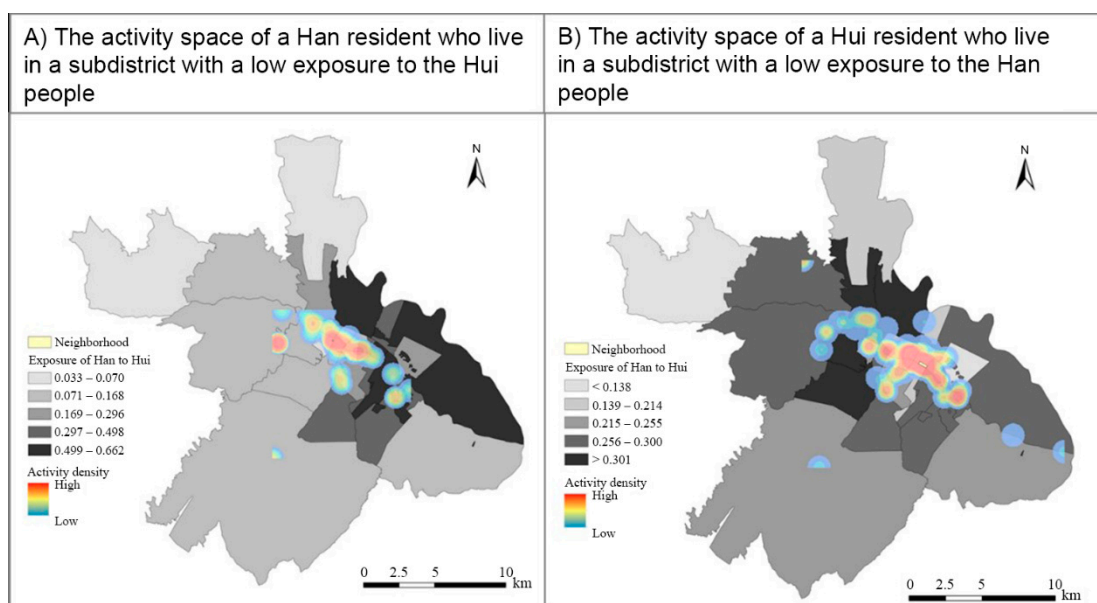 A) The activity space of a Han resident who live
in a subdistrict with a low exposure to the Hui
people
B) The activity space of a Hui resident who live
in a subdistrict with a low exposure to the Han
people
N
Neighborhood
Exposure of Han to Hui
0.033 – 0.070
0.071 – 0.168
0.169 – 0.296
0.297 – 0.498
0.499 – 0.662
Activity density
High
Low
0 2.5 5 10
km
N
Neighborhood
Exposure of Han to Hui
< 0.138
0.139 – 0.214
0.215 – 0.255
0.256 – 0.300
> 0.301
Activity density
High
Low
0 2.5 5 10
km